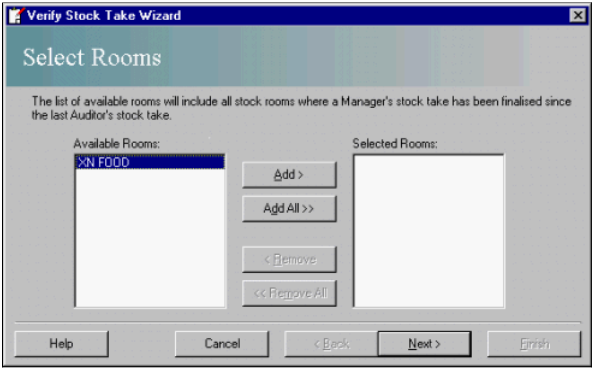 Verify Stock Take Wizard
Select Rooms
The list of available rooms will include all stock rooms where a Manager's stock take has been finalised since
the last Auditor's stock take.
Available Rooms:
Selected Rooms:
XN FOOD
Add >
Add All >>
< Remove
<< Remove All
Help
Cancel
< Back
Next >
Finish